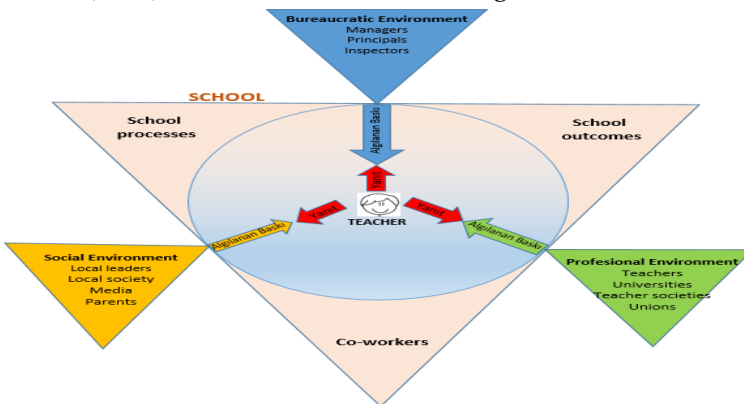 Bureaucratic Environment
Managers
Principals
Inspectors
SCHOOL
School
processes
School
outcomes
Algılanan Baskı
Yanıt
Yanıt
Yanıt
TEACHER
Algılanan Baskı
Algılanan Baskı
Social Environment
Local leaders
Local society
Media
Parents
Profesional Environment
Teachers
Universities
Teacher societies
Unions
Co-workers